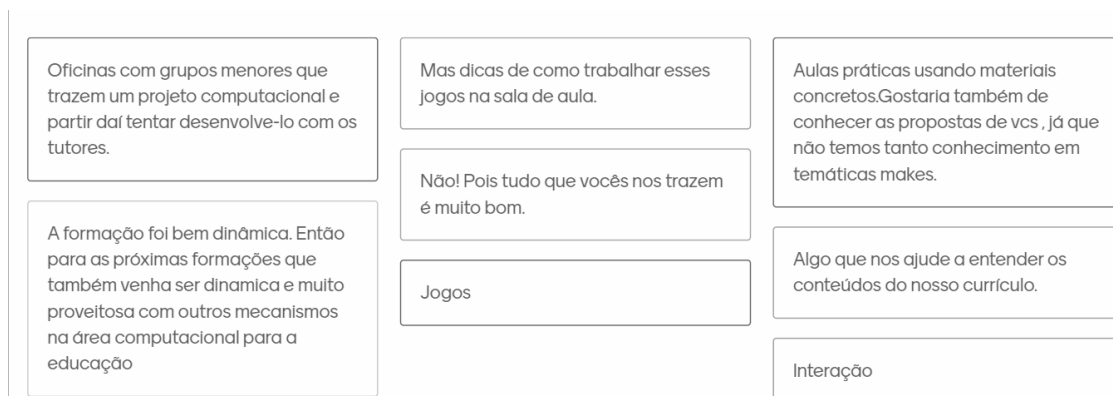 Oficinas com grupos menores que
trazem um projeto computacional e
partir daí tentar desenvolve-lo com os
tutores.
A formação foi bem dinâmica. Então
para as próximas formações que
também venha ser dinamica e muito
proveitosa com outros mecanismos
na área computacional para a
educação
Mas dicas de como trabalhar esses
jogos na sala de aula.
Não! Pois tudo que vocês nos trazem
é muito bom.
Jogos
Aulas práticas usando materiais
concretos.Gostaria também de
conhecer as propostas de vcs , já que
não temos tanto conhecimento em
temáticas makes.
Algo que nos ajude a entender os
conteúdos do nosso currículo.
Interação